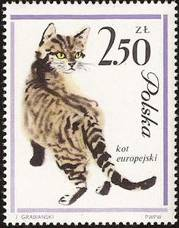 ZŁ
2.50
Polska
kot
europejski
J. GRABIAŃSKI PWPW